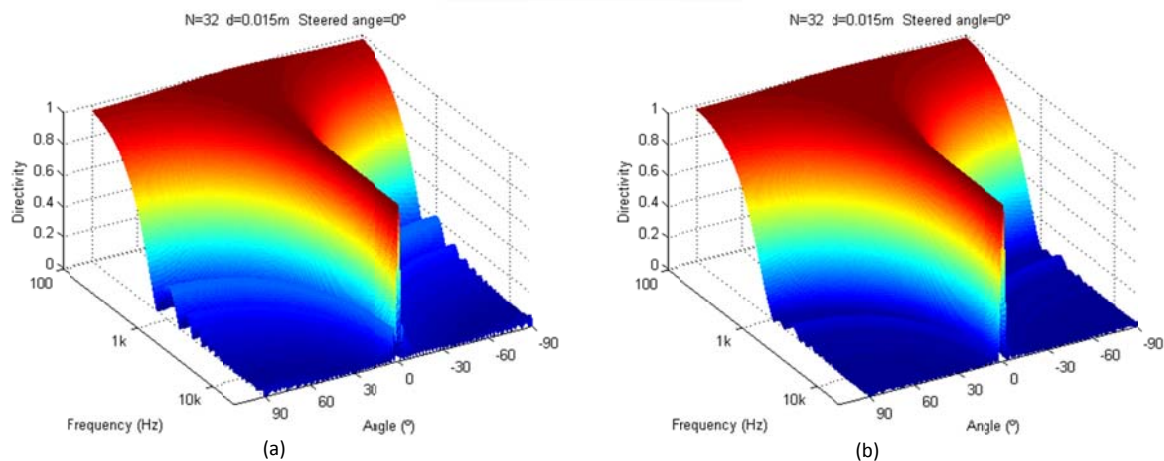 N=32 d=0.015m Steered ange=0º
1
0.8
0.6
0.4
0.2
0
Directivity
100
1k
10k
Frequency (Hz)
90
60
30
0
-30
-60
-90
Angle (º)
(a)
N=32 d=0.015m Steered angle=0º
1
0.8
0.6
0.4
0.2
0
Directivity
100
1k
10k
Frequency (Hz)
90
60
30
0
-30
-60
-90
Angle (º)
(b)